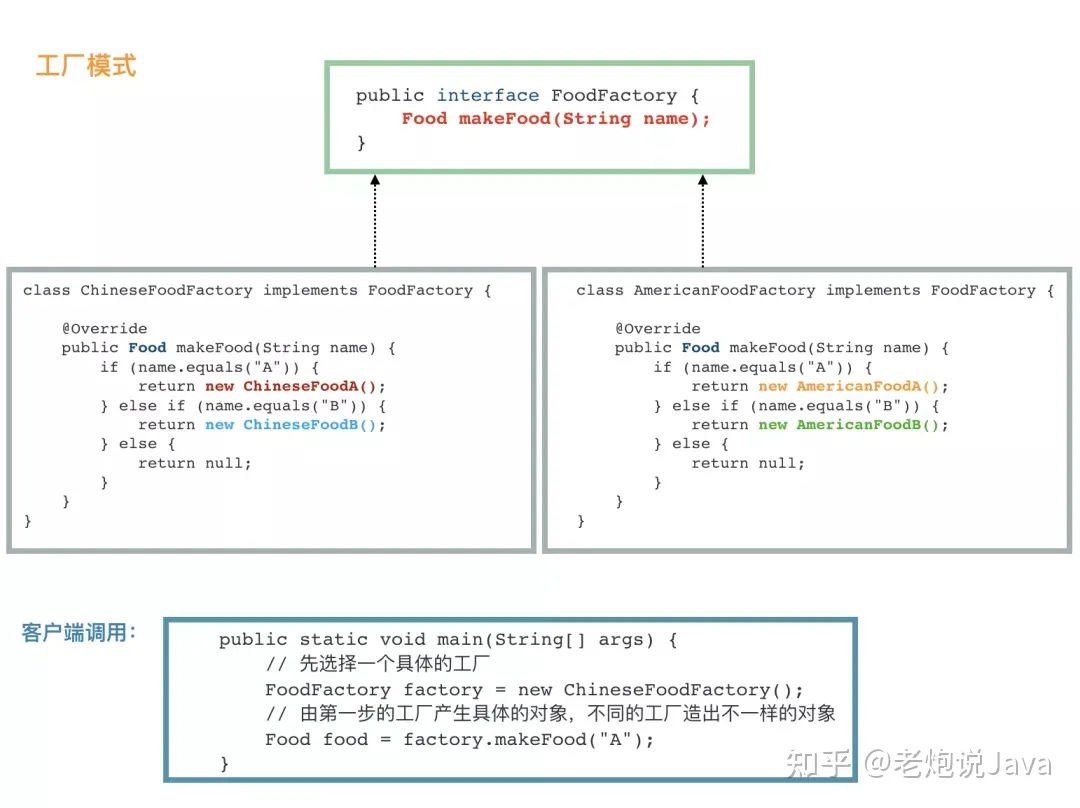 工厂模式
public interface FoodFactory {
    Food makeFood(String name);
}
class ChineseFoodFactory implements FoodFactory {
    @Override
    public Food makeFood(String name) {
        if (name.equals("A")) {
            return new ChineseFoodA();
        } else if (name.equals("B")) {
            return new ChineseFoodB();
        } else {
            return null;
        }
    }
}
class AmericanFoodFactory implements FoodFactory {
    @Override
    public Food makeFood(String name) {
        if (name.equals("A")) {
            return new AmericanFoodA();
        } else if (name.equals("B")) {
            return new AmericanFoodB();
        } else {
            return null;
        }
    }
}
客户端调用：
public static void main(String[] args) {
    // 先选择一个具体的工厂
    FoodFactory factory = new ChineseFoodFactory();
    // 由第一步的工厂产生具体的对象，不同的工厂造出不一样的对象
    Food food = factory.makeFood("A");
}
知乎 @老炮说Java